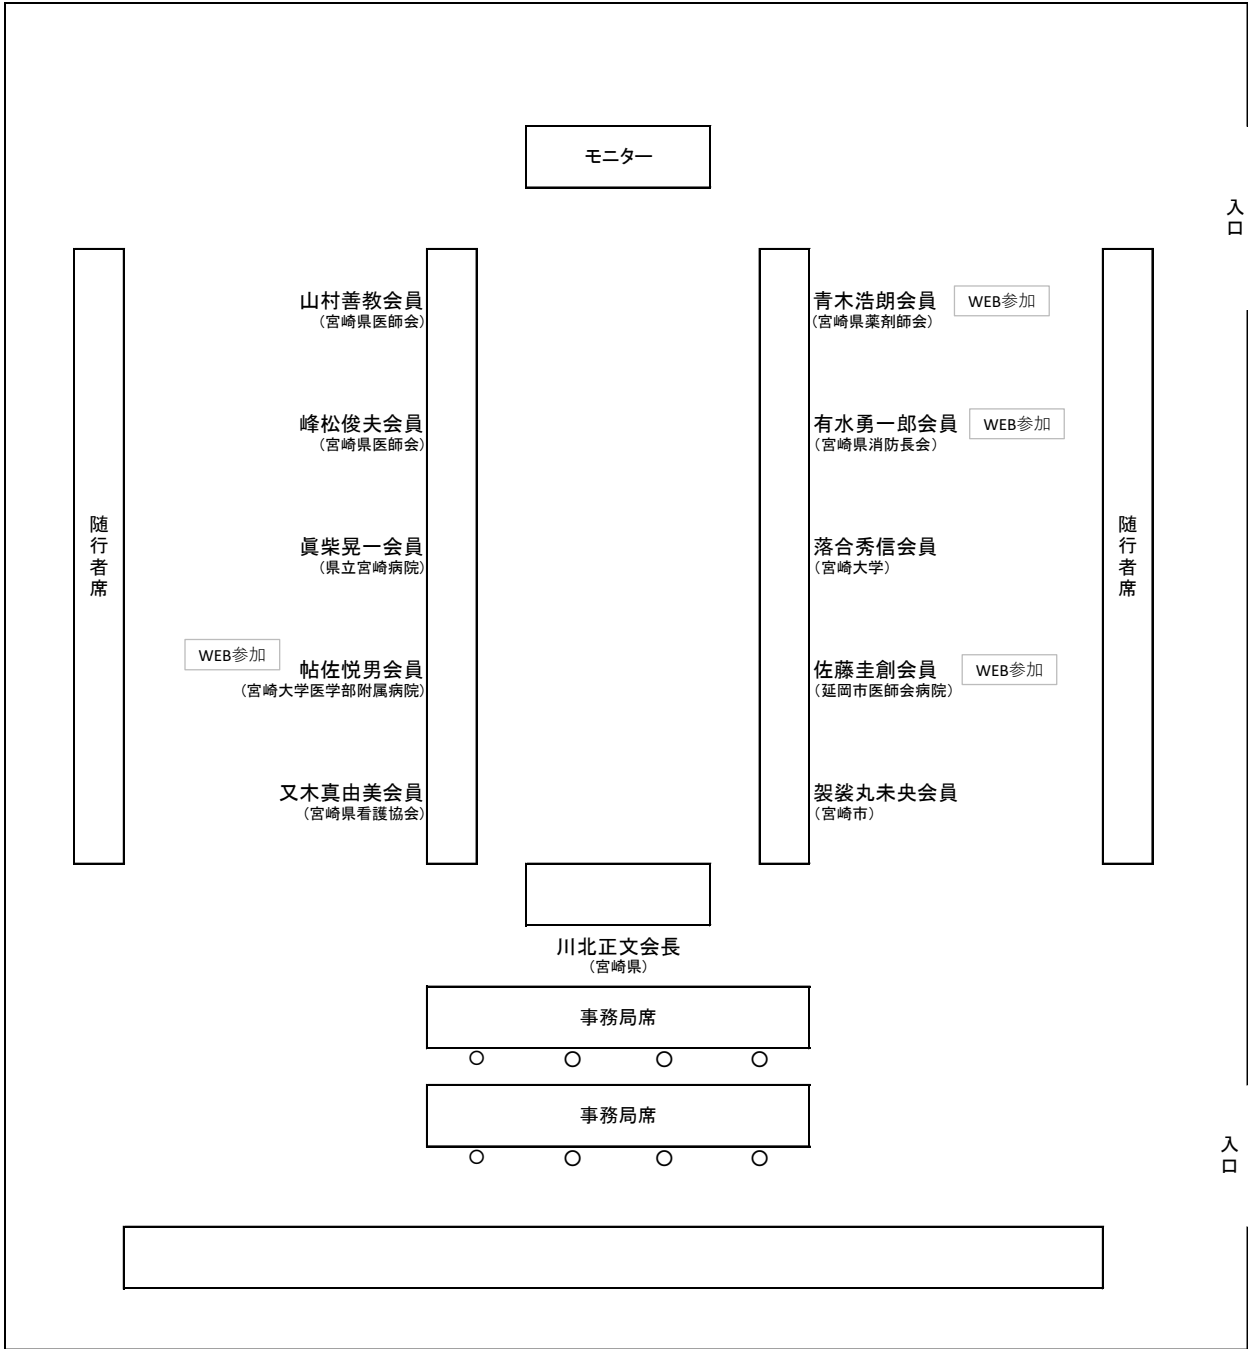 モニター
入口
山村善教会員
（宮崎県医師会）
青木浩朗会員
WEB参加
（宮崎県薬剤師会）
峰松俊夫会員
（宮崎県医師会）
有水勇一郎会員
WEB参加
（宮崎県消防長会）
随行者席
眞柴晃一会員
（県立宮崎病院）
落合秀信会員
（宮崎大学）
随行者席
WEB参加
帖佐悦男会員
（宮崎大学医学部附属病院）
佐藤圭創会員
WEB参加
（延岡市医師会病院）
又木真由美会員
（宮崎県看護協会）
袈裟丸未央会員
（宮崎市）
川北正文会長
（宮崎県）
事務局席
事務局席
入口